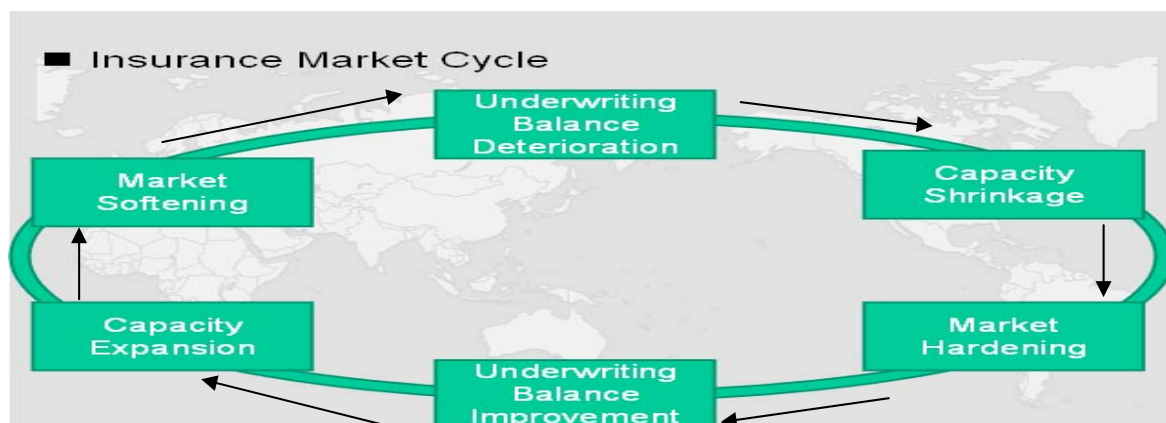 ■ Insurance Market Cycle
Underwriting
Balance
Deterioration
Market
Softening
Capacity
Shrinkage
Capacity
Expansion
Market
Hardening
Underwriting
Balance
Improvement